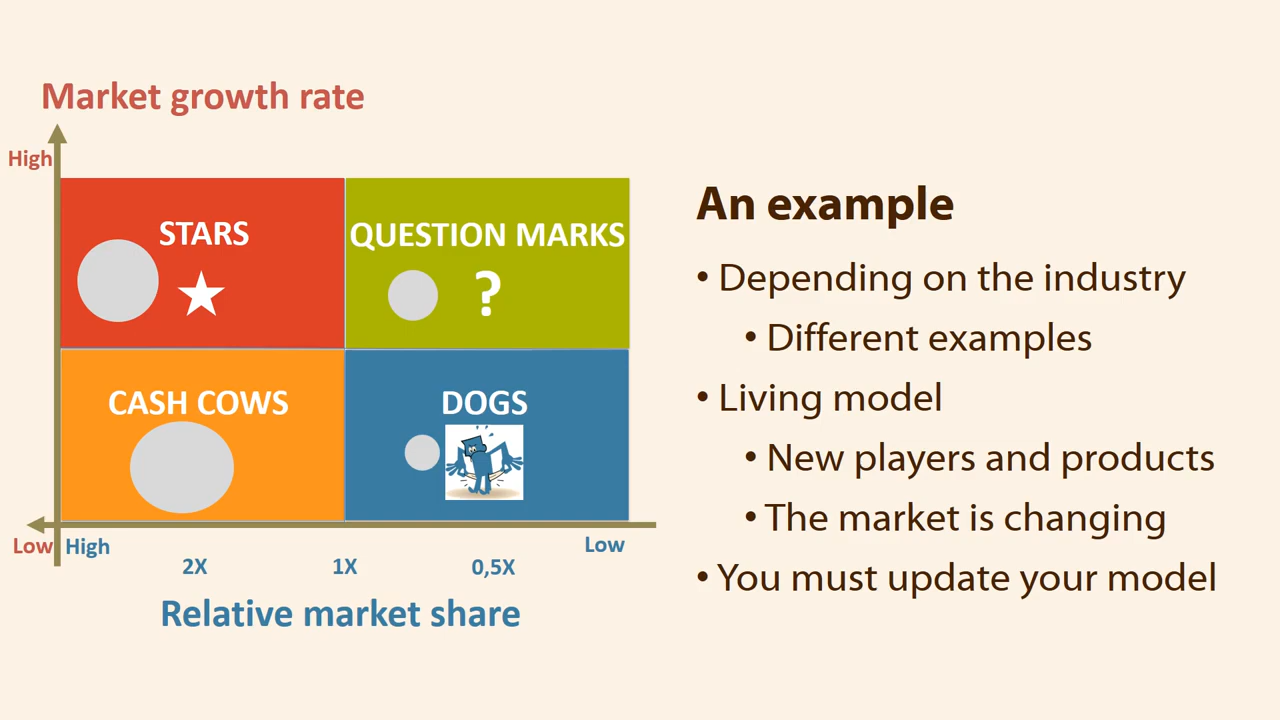 Market growth rate
High
STARS
QUESTION MARKS
?
CASH COWS
DOGS
Low
High
Low
2X
1X
0,5X
Relative market share
An example
• Depending on the industry
• Different examples
• Living model
• New players and products
• The market is changing
• You must update your model